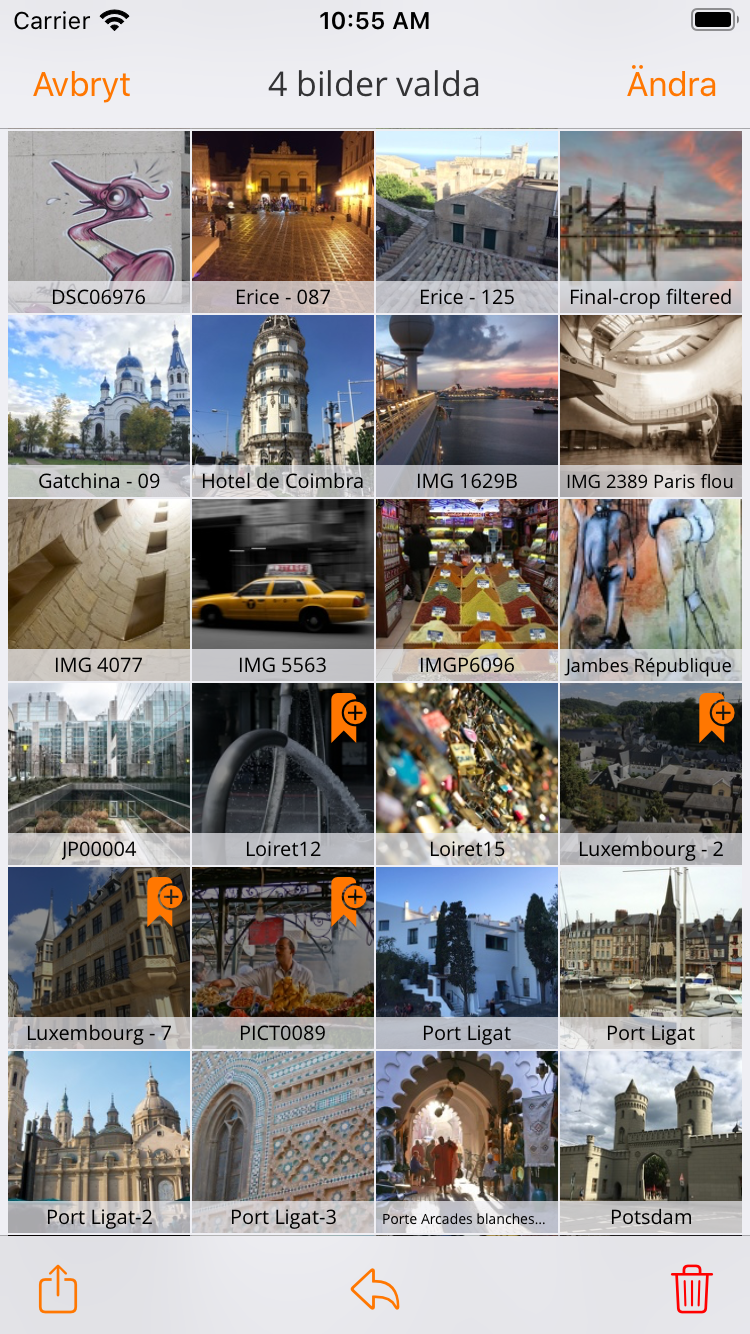 Carrier 10:55 AM
Avbryt 4 bilder valda Ändra
DSC06976 Erice - 087 Erice - 125 Final-crop filtered
Gatchina - 09 Hotel de Coimbra IMG 1629B IMG 2389 Paris flou
IMG 4077 IMG 5563 IMGP6096 Jambes République
JP00004 Loiret12 Loiret15 Luxembourg - 2
Luxembourg - 7 PICT0089 Port Ligat Port Ligat
Port Ligat-2 Port Ligat-3 Porte Arcades blanches... Potsdam